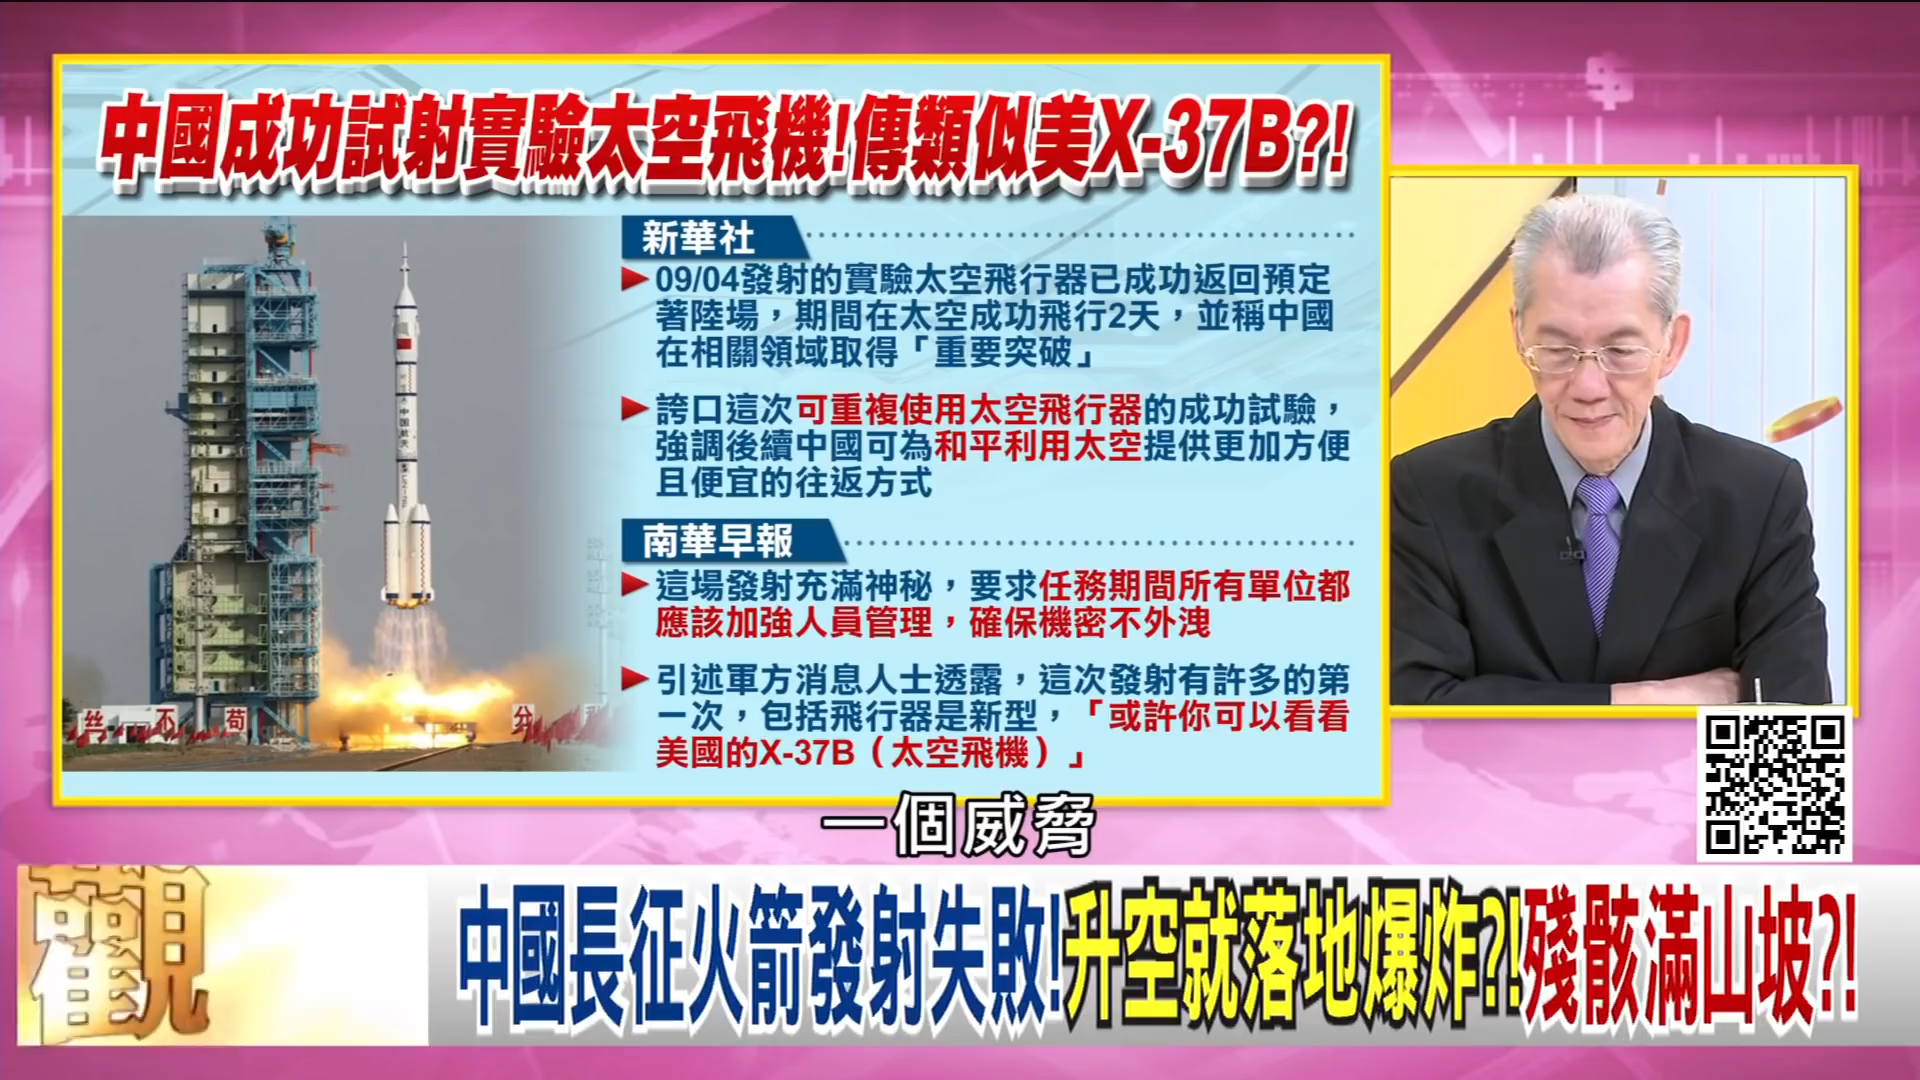 中國成功試射實驗太空飛機!傳類似美X-37B?!
新華社
09/04發射的實驗太空飛行器已成功返回預定
著陸場，期間在太空成功飛行2天，並稱中國
在相關領域取得「重要突破」
誇口這次可重複使用太空飛行器的成功試驗，
強調後續中國可為和平利用太空提供更加方便
且便宜的往返方式
南華早報
這場發射充滿神秘，要求任務期間所有單位都
應該加強人員管理，確保機密不外洩
引述軍方消息人士透露，這次發射有許多的第
一次，包括飛行器是新型，「或許你可以看看
美國的X-37B（太空飛機）」
中国航天
丝 不 苟
分
一個威脅
觀
中國長征火箭發射失敗!升空就落地爆炸?!殘骸滿山坡?!